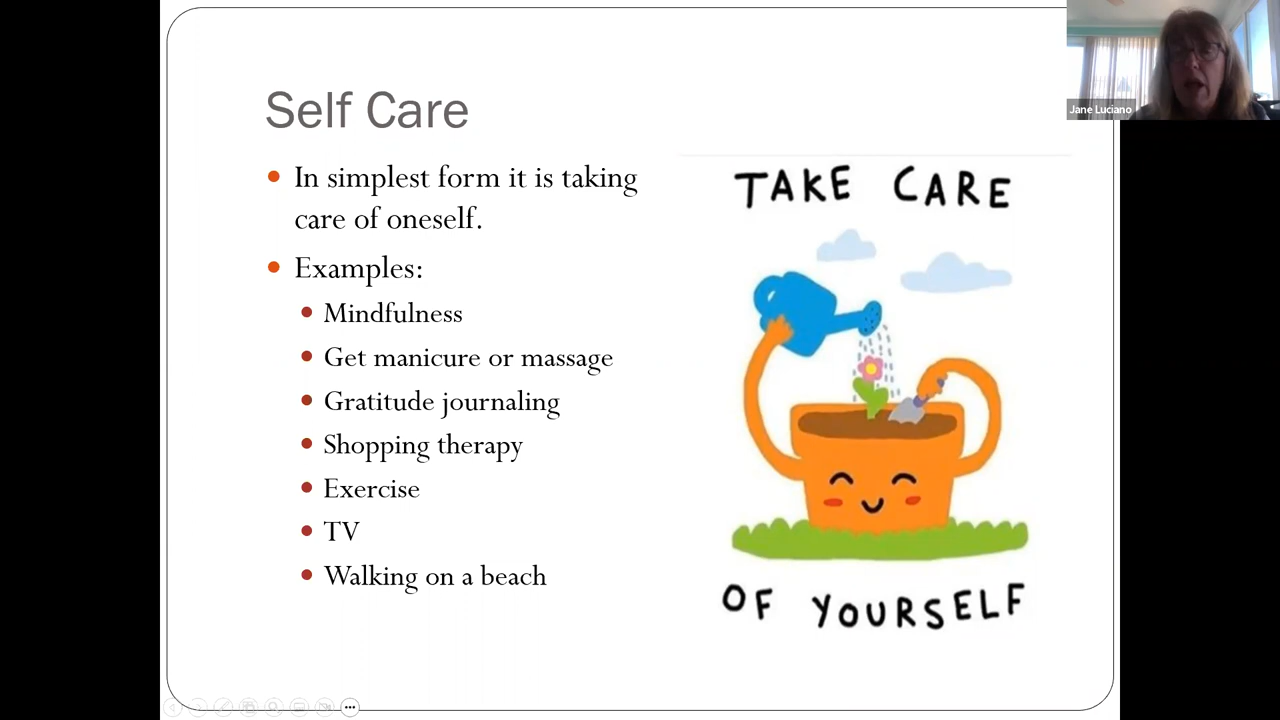 Self Care
In simplest form it is taking
care of oneself.
Examples:
Mindfulness
Get manicure or massage
Gratitude journaling
Shopping therapy
Exercise
TV
Walking on a beach
TAKE CARE
OF YOURSELF
Jane Luciano